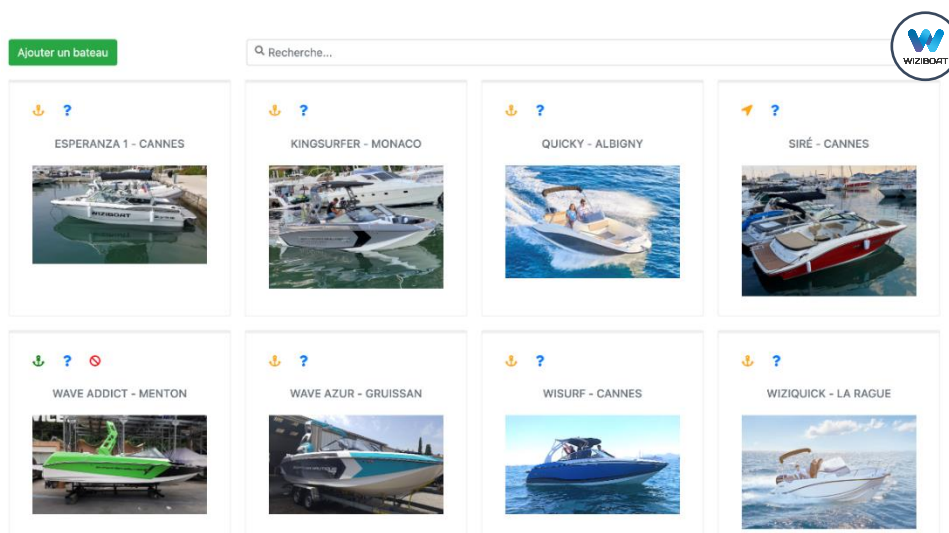 Ajouter un bateau
Recherche...
WIZIBOAT
? ? ? ?
ESPERANZA 1 - CANNES
KINGSURFER - MONACO
QUICKY - ALBIGNY
SIRÉ - CANNES
WIZIBOAT
? ? ? ?
WAVE ADDICT - MENTON
WAVE AZUR - GRUISSAN
WISURF - CANNES
WIZIQUICK - LA RAGUE